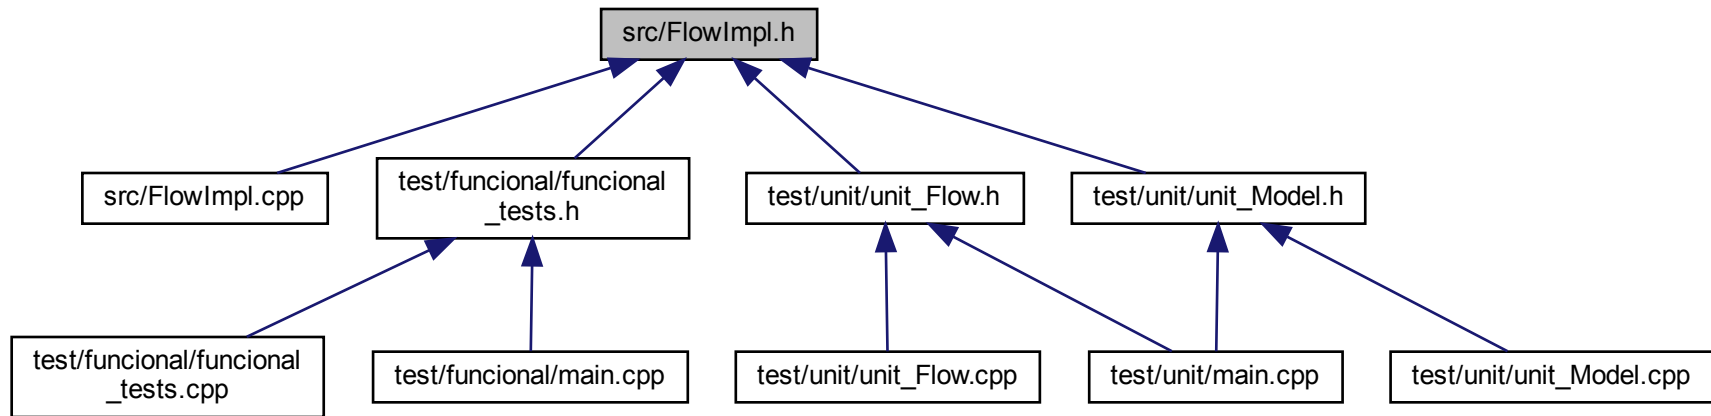 src/FlowImpl.h
src/FlowImpl.cpp
test/funcional/funcional
_tests.h
test/unit/unit_Flow.h
test/unit/unit_Model.h
test/funcional/funcional
_tests.cpp
test/funcional/main.cpp
test/unit/unit_Flow.cpp
test/unit/main.cpp
test/unit/unit_Model.cpp